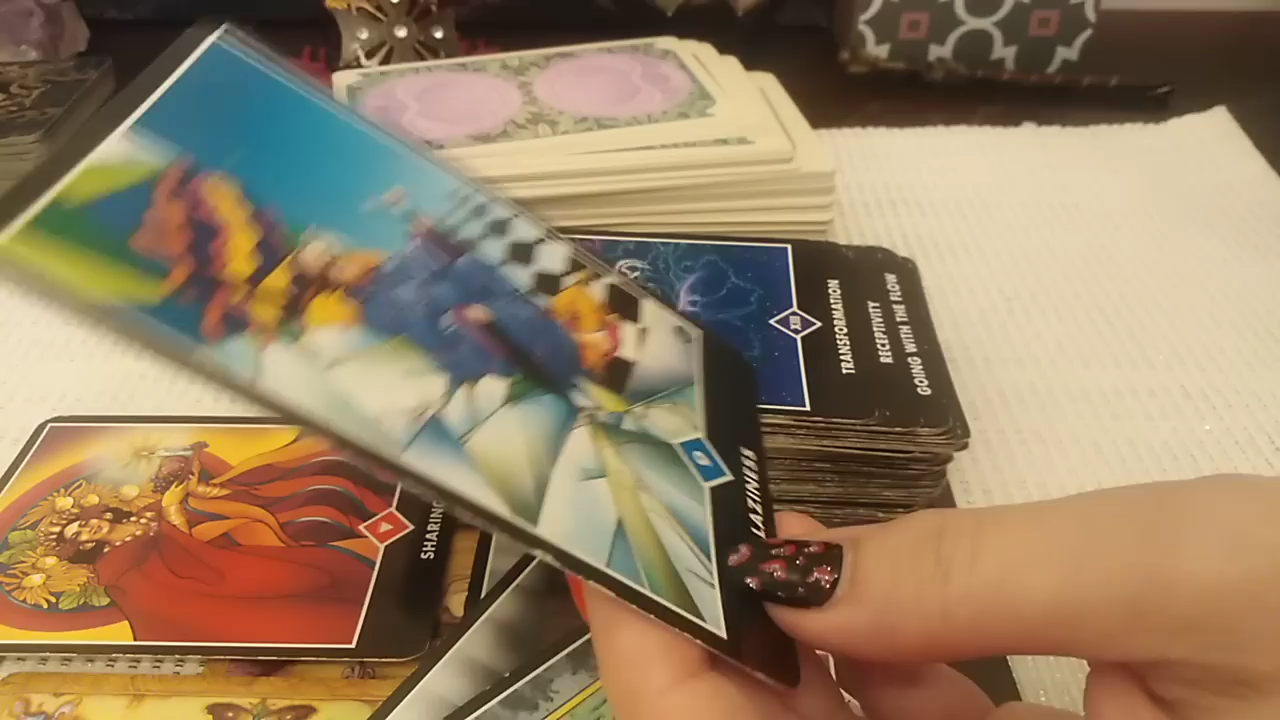 LAZINESS
XIII
TRANSFORMATION
RECEPTIVITY
GOING WITH THE FLOW
SHARING